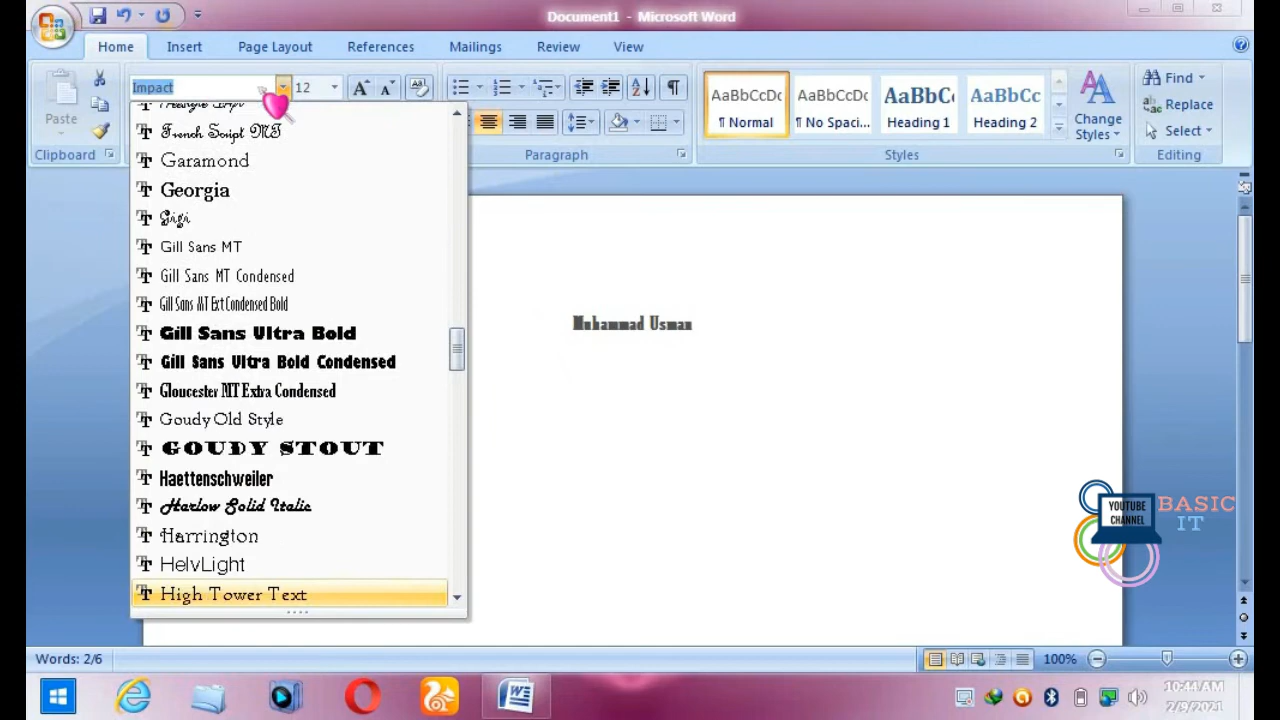 Document1 - Microsoft Word
Home Insert Page Layout References Mailings Review View
Impact 12
AaBbCcDc AaBbCcDc AaBbC AaBbCc
¶ Normal ¶ No Spaci... Heading 1 Heading 2
Change
Styles
Find
Replace
Select
Paste
Clipboard Paragraph Styles Editing
French Script MT
Garamond
Georgia
Gigi
Gill Sans MT
Gill Sans MT Condensed
Gill Sans MT Ext Condensed Bold
Gill Sans Ultra Bold
Gill Sans Ultra Bold Condensed
Gloucester MT Extra Condensed
Goudy Old Style
GOUDY STOUT
Haettenschweiler
Harlow Solid Italic
Harrington
HelvLight
High Tower Text
Muhammad Usman
YOUTUBE
CHANNEL
BASIC
IT
Words: 2/6 100%
10:44 AM
2/9/2021